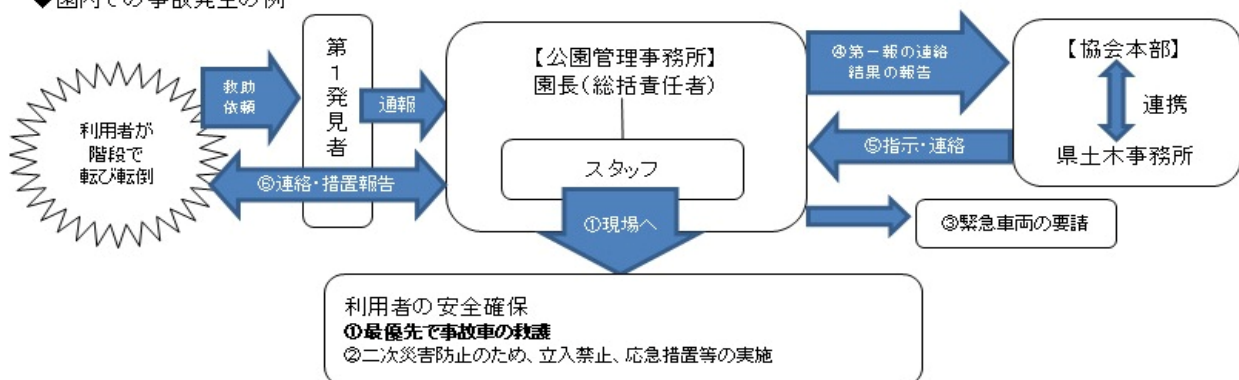 ◆園内での事故発生の例
利用者が
階段で
転び転倒
救助
依頼
第1発見者
通報
【公園管理事務所】
園長(総括責任者)
スタッフ
①現場へ
④第一報の連絡
結果の報告
⑤指示・連絡
⑥連絡・措置報告
【協会本部】
連携
県土木事務所
③緊急車両の要請
利用者の安全確保
①最優先で事故車の救護
②二次災害防止のため、立入禁止、応急措置等の実施